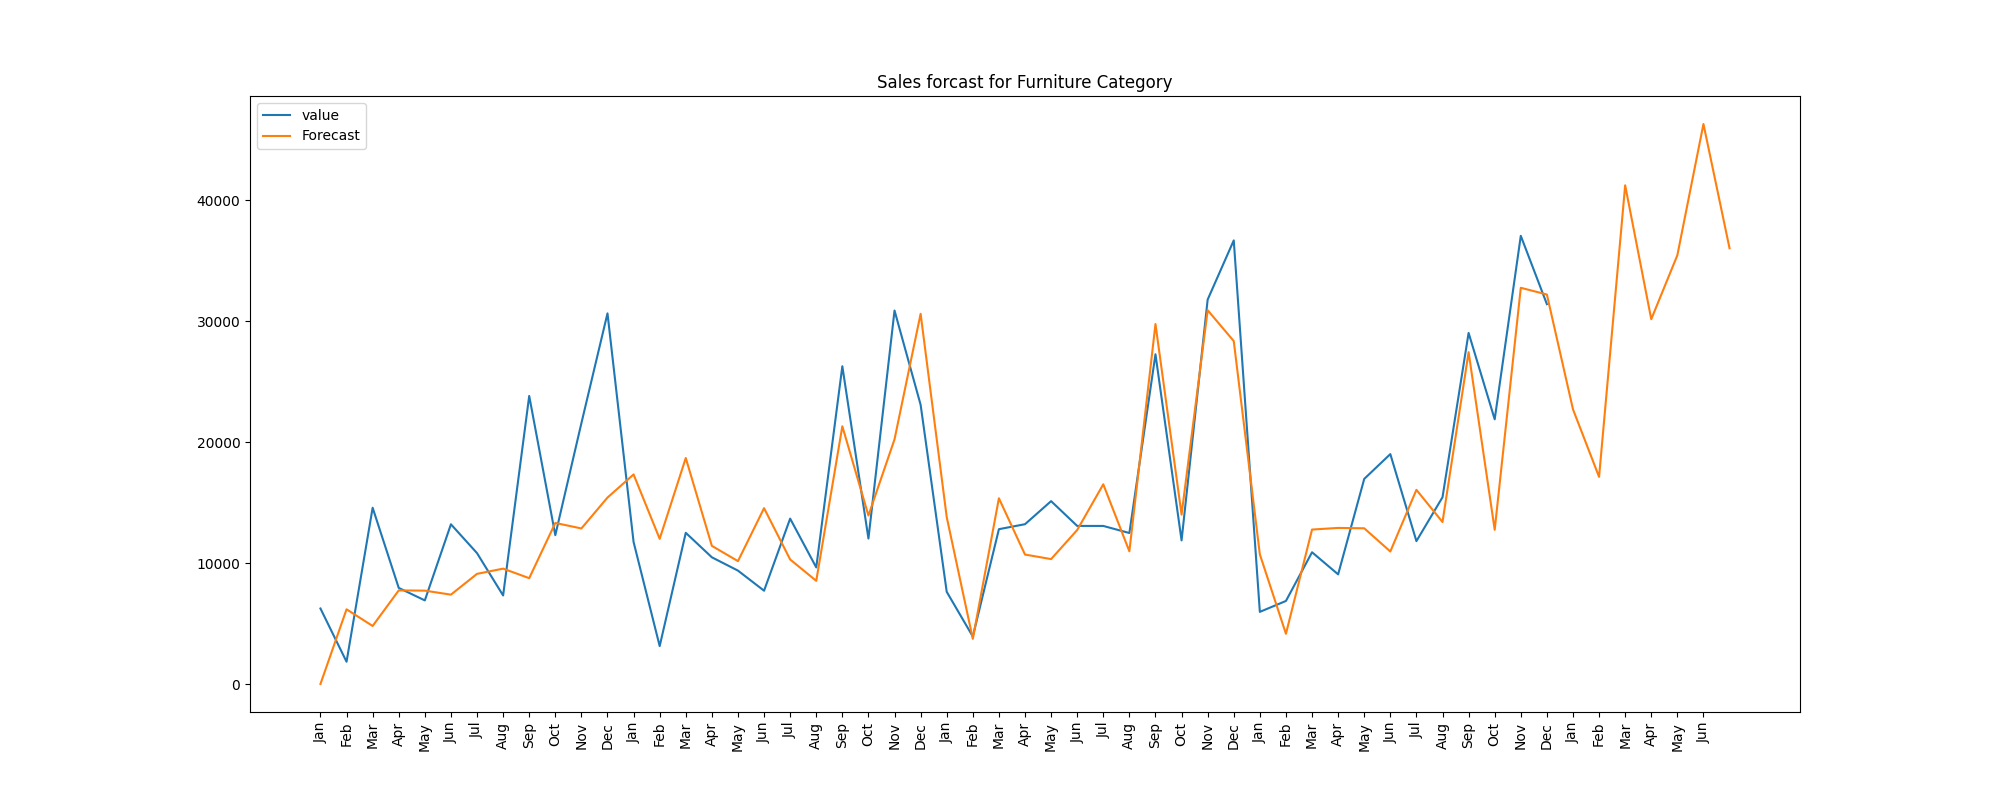 Sales forcast for Furniture Category
value
Forecast
40000
30000
20000
10000
0
Jan Feb Mar Apr May Jun Jul Aug Sep Oct Nov Dec Jan Feb Mar Apr May Jun Jul Aug Sep Oct Nov Dec Jan Feb Mar Apr May Jun Jul Aug Sep Oct Nov Dec Jan Feb Mar Apr May Jun Jul Aug Sep Oct Nov Dec Jan Feb Mar Apr May Jun